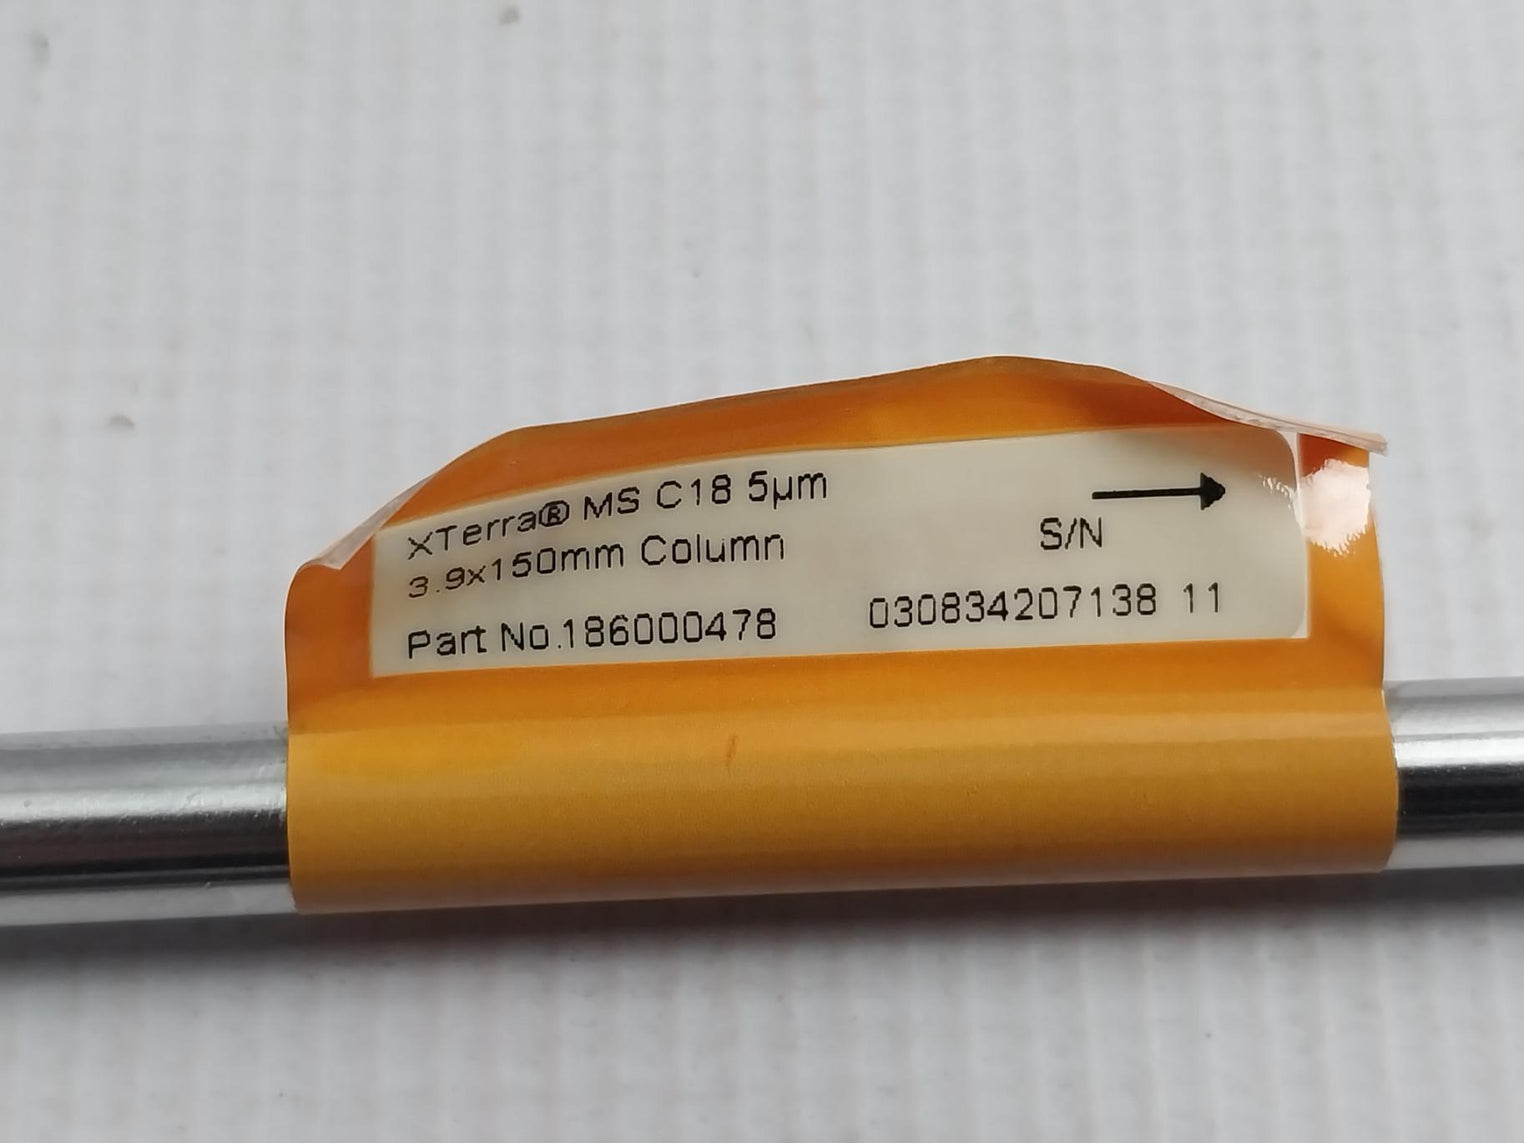 XTerra® MS C18 5µm
3.9x150mm Column
S/N
Part No.186000478 030834207138 11